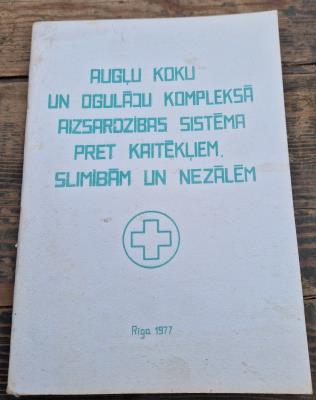 AUGĻU KOKU
UN OGULĀJU KOMPLEKSĀ
AIZSARDZĪBAS SISTĒMA
PRET KAITĒKĻIEM,
SLIMĪBĀM UN NEZĀLĒM
Rīga 1977